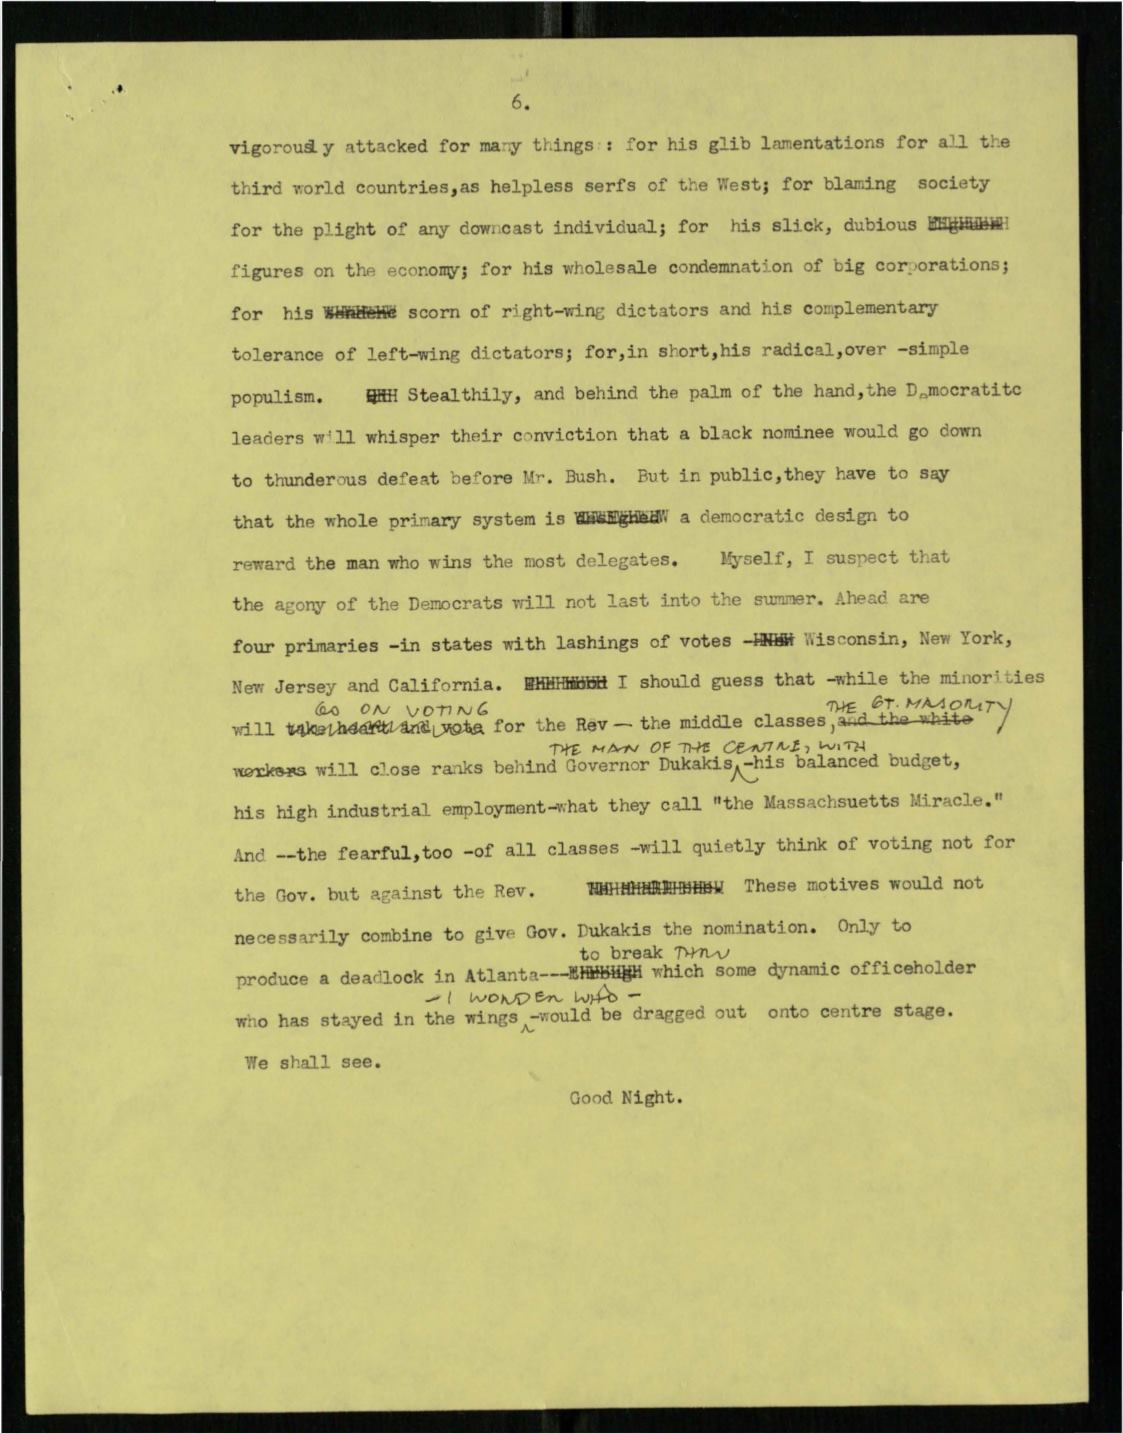 6.
vigorously attacked for many things : for his glib lamentations for all the
third world countries,as helpless serfs of the West; for blaming society
for the plight of any downcast individual; for his slick, dubious
figures on the economy; for his wholesale condemnation of big corporations;
for his scorn of right-wing dictators and his complementary
tolerance of left-wing dictators; for,in short,his radical,over -simple
populism. Stealthily, and behind the palm of the hand,the Democratitc
leaders will whisper their conviction that a black nominee would go down
to thunderous defeat before Mr. Bush. But in public,they have to say
that the whole primary system is a democratic design to
reward the man who wins the most delegates. Myself, I suspect that
the agony of the Democrats will not last into the summer. Ahead are
four primaries -in states with lashings of votes - Wisconsin, New York,
New Jersey and California. I should guess that -while the minorities
GO ON VOTING THE GT. MAJORITY
will take heart and vote for the Rev — the middle classes,and the white
THE MAN OF THE CENTRE, WITH
workers will close ranks behind Governor Dukakis,-his balanced budget,
his high industrial employment-what they call "the Massachsuetts Miracle."
And --the fearful,too -of all classes -will quietly think of voting not for
the Gov. but against the Rev. These motives would not
necessarily combine to give Gov. Dukakis the nomination. Only to
to break THRU
produce a deadlock in Atlanta--- which some dynamic officeholder
- I WONDER WHO -
who has stayed in the wings -would be dragged out onto centre stage.
We shall see.
Good Night.